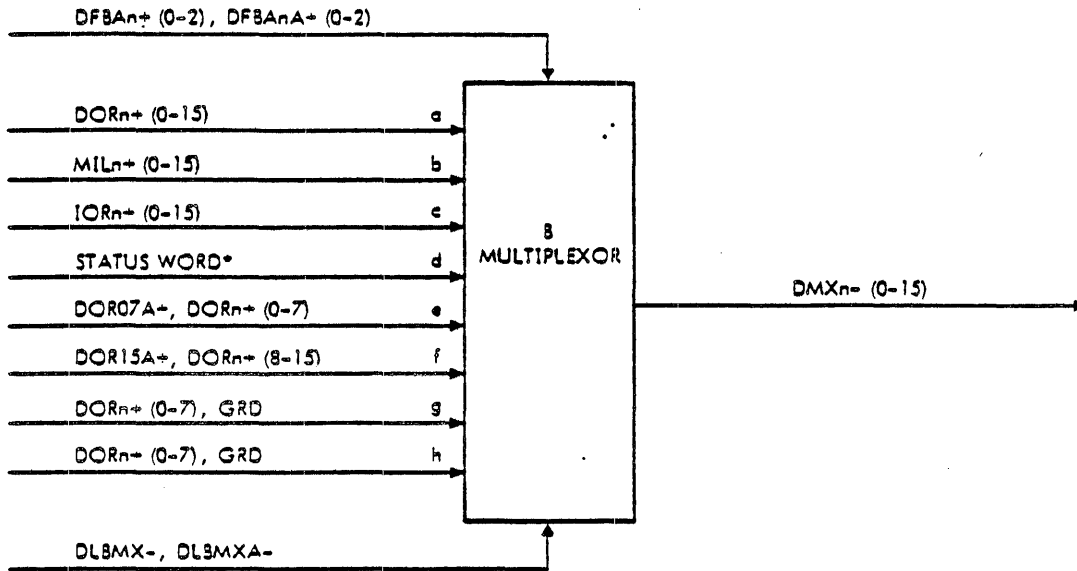 DFBAn+ (0-2), DFBAnA+ (0-2)
DORn+ (0-15) a
MILn+ (0-15) b
IORn+ (0-15) c
STATUS WORD* d
DOR07A+, DORn+ (0-7) e
DOR15A+, DORn+ (8-15) f
DORn+ (0-7), GRD g
DORn+ (0-7), GRD h
B
MULTIPLEXOR
DMXn- (0-15)
DLBMX-, DLBMXA-